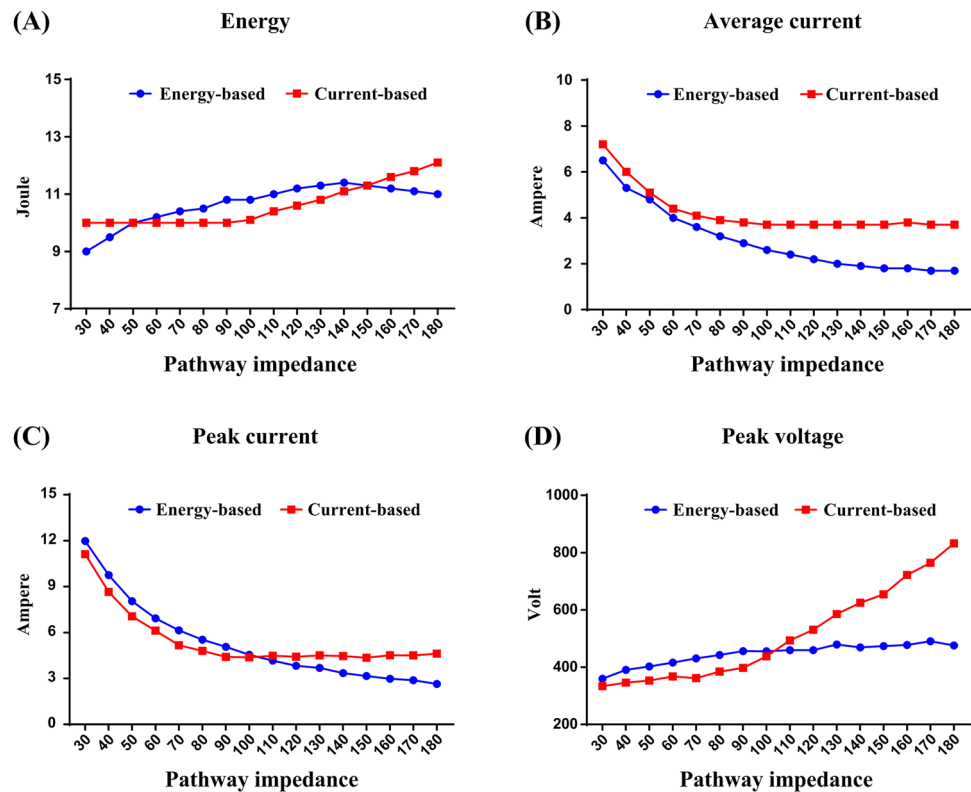 (A) Energy
Energy-based Current-based
15
13
11
9
7
Joule
30 40 50 60 70 80 90 100 110 120 130 140 150 160 170 180
Pathway impedance
(B) Average current
Energy-based Current-based
10
8
6
4
2
0
Ampere
30 40 50 60 70 80 90 100 110 120 130 140 150 160 170 180
Pathway impedance
(C) Peak current
Energy-based Current-based
15
12
9
6
3
0
Ampere
30 40 50 60 70 80 90 100 110 120 130 140 150 160 170 180
Pathway impedance
(D) Peak voltage
Energy-based Current-based
1000
800
600
400
200
Volt
30 40 50 60 70 80 90 100 110 120 130 140 150 160 170 180
Pathway impedance